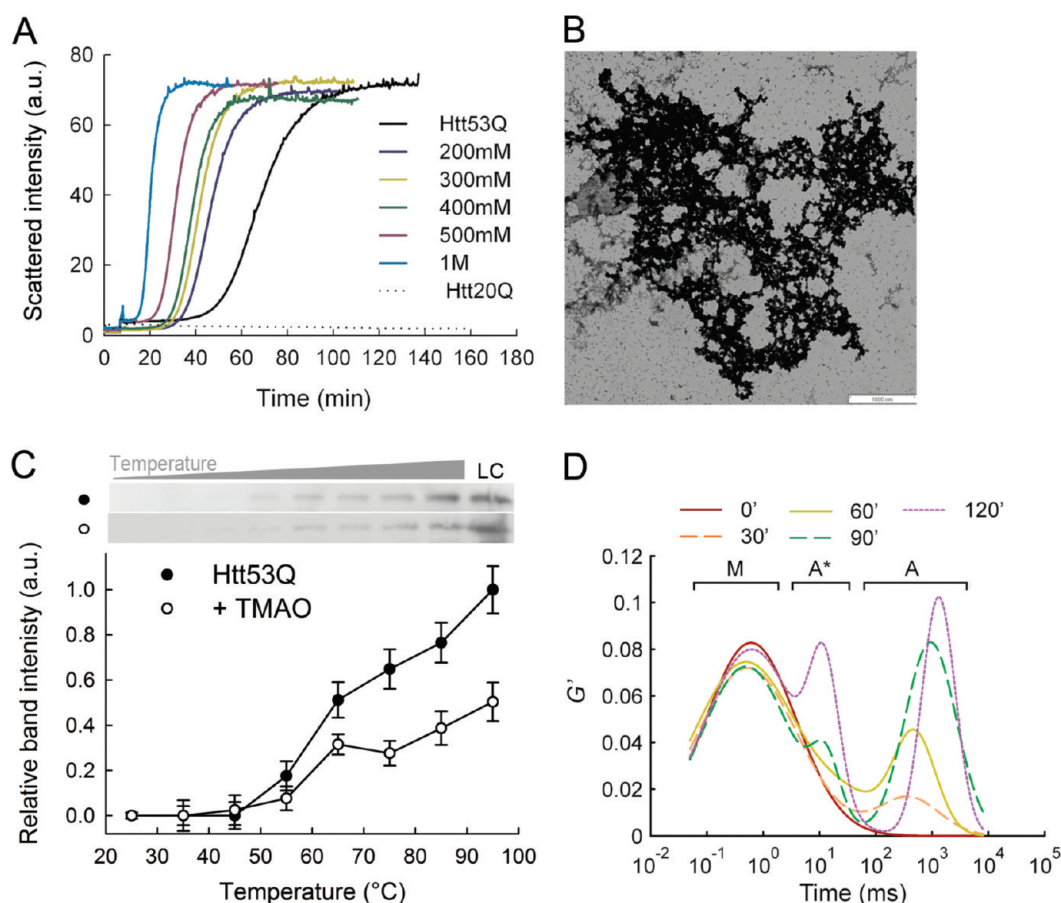 A
Scattered intensity (a.u.)
80
60
40
20
0
0 20 40 60 80 100 120 140 160 180
Time (min)
Htt53Q
200mM
300mM
400mM
500mM
1M
Htt20Q
B
1000 nm
C
Temperature
LC
Relative band intenisty (a.u.)
Htt53Q
+ TMAO
1.0
0.8
0.6
0.4
0.2
0.0
20 30 40 50 60 70 80 90 100
Temperature (°C)
D
0' 60' 120'
30' 90'
M A* A
G'
0.12
0.1
0.08
0.06
0.04
0.02
0
10-2 10-1 100 101 102 103 104 105
Time (ms)